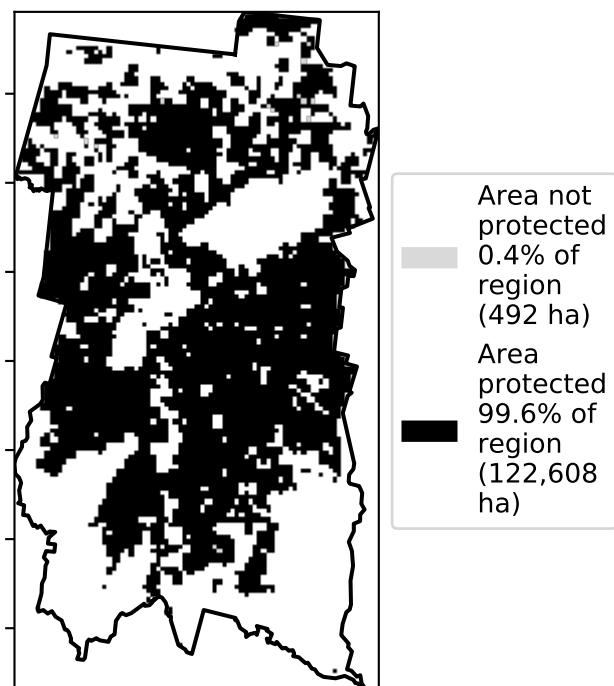 Area not
protected
0.4% of
region
(492 ha)
Area
protected
99.6% of
region
(122,608
ha)